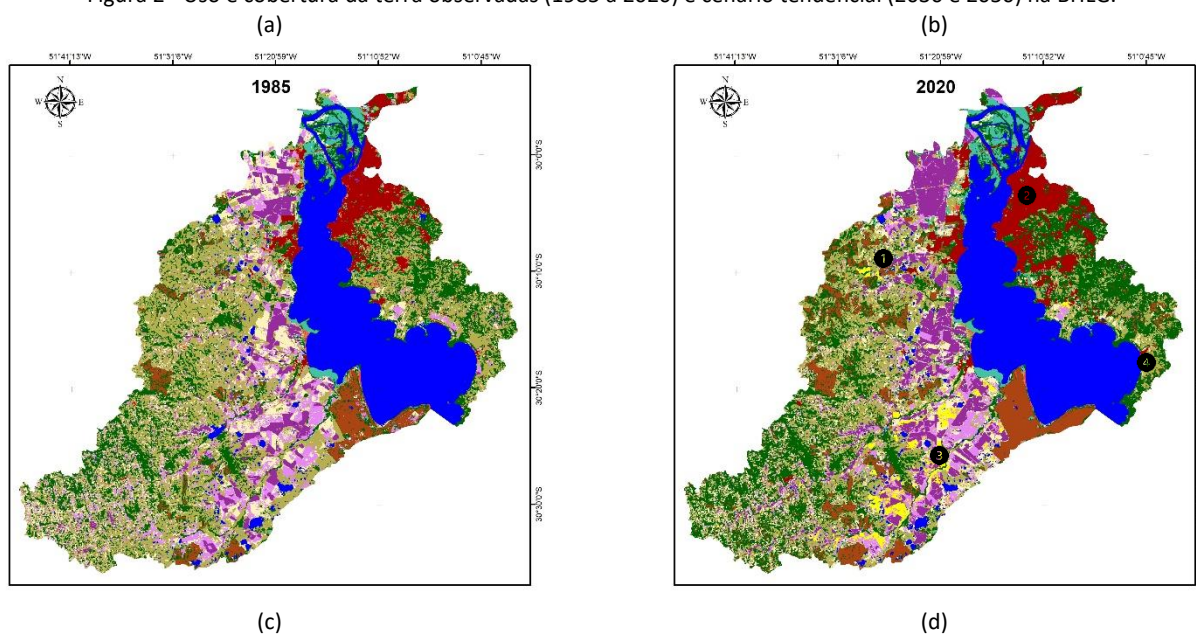 Figura 2 - Uso e cobertura da terra observadas (1985 a 2020) e cenário tendencial (2030 e 2050) na BHLG.
(a) (b)
51°41'13"W 51°31'6"W 51°20'59"W 51°10'52"W 51°0'45"W
51°41'13"W 51°31'6"W 51°20'59"W 51°10'52"W 51°0'45"W
1985
N
W E
S
2020
N
W E
S
30°0'0"S
30°10'0"S
30°20'0"S
30°30'0"S
2
1
4
3
(c) (d)